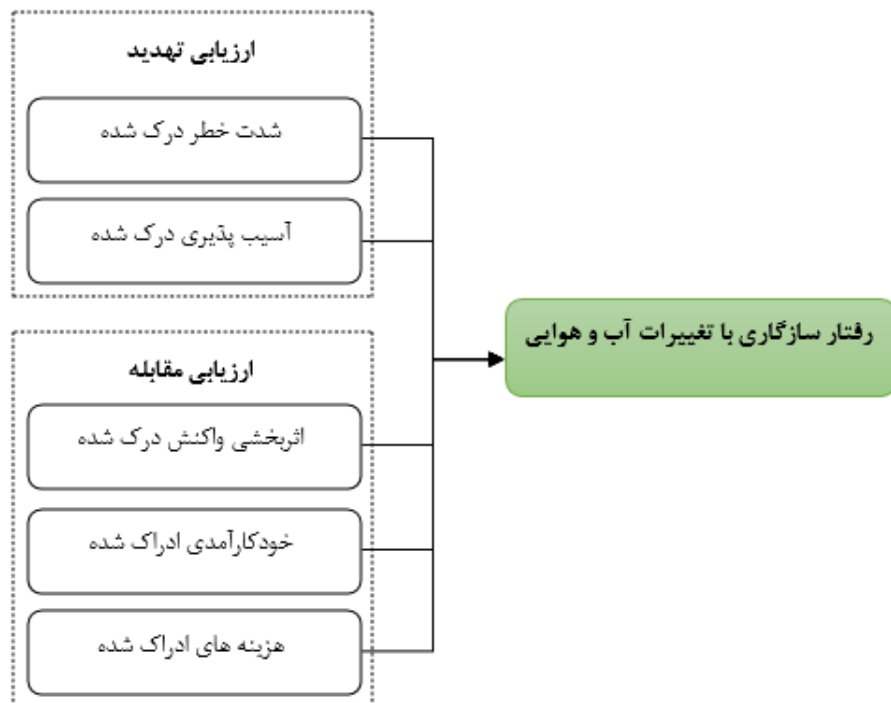 ارزیابی تهدید
شدت خطر درک شده
آسیب پذیری درک شده
ارزیابی مقابله
اثربخشی واکنش درک شده
خودکارآمدی ادراک شده
هزینه های ادراک شده
رفتار سازگاری با تغییرات آب و هوایی